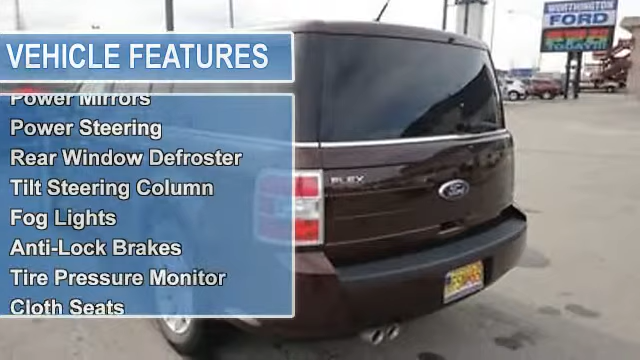 WORTHINGTON
FORD
VEHICLE FEATURES
Power Mirrors
Power Steering
Rear Window Defroster
Tilt Steering Column
Fog Lights
Anti-Lock Brakes
Tire Pressure Monitor
Cloth Seats
FLEX
Ford